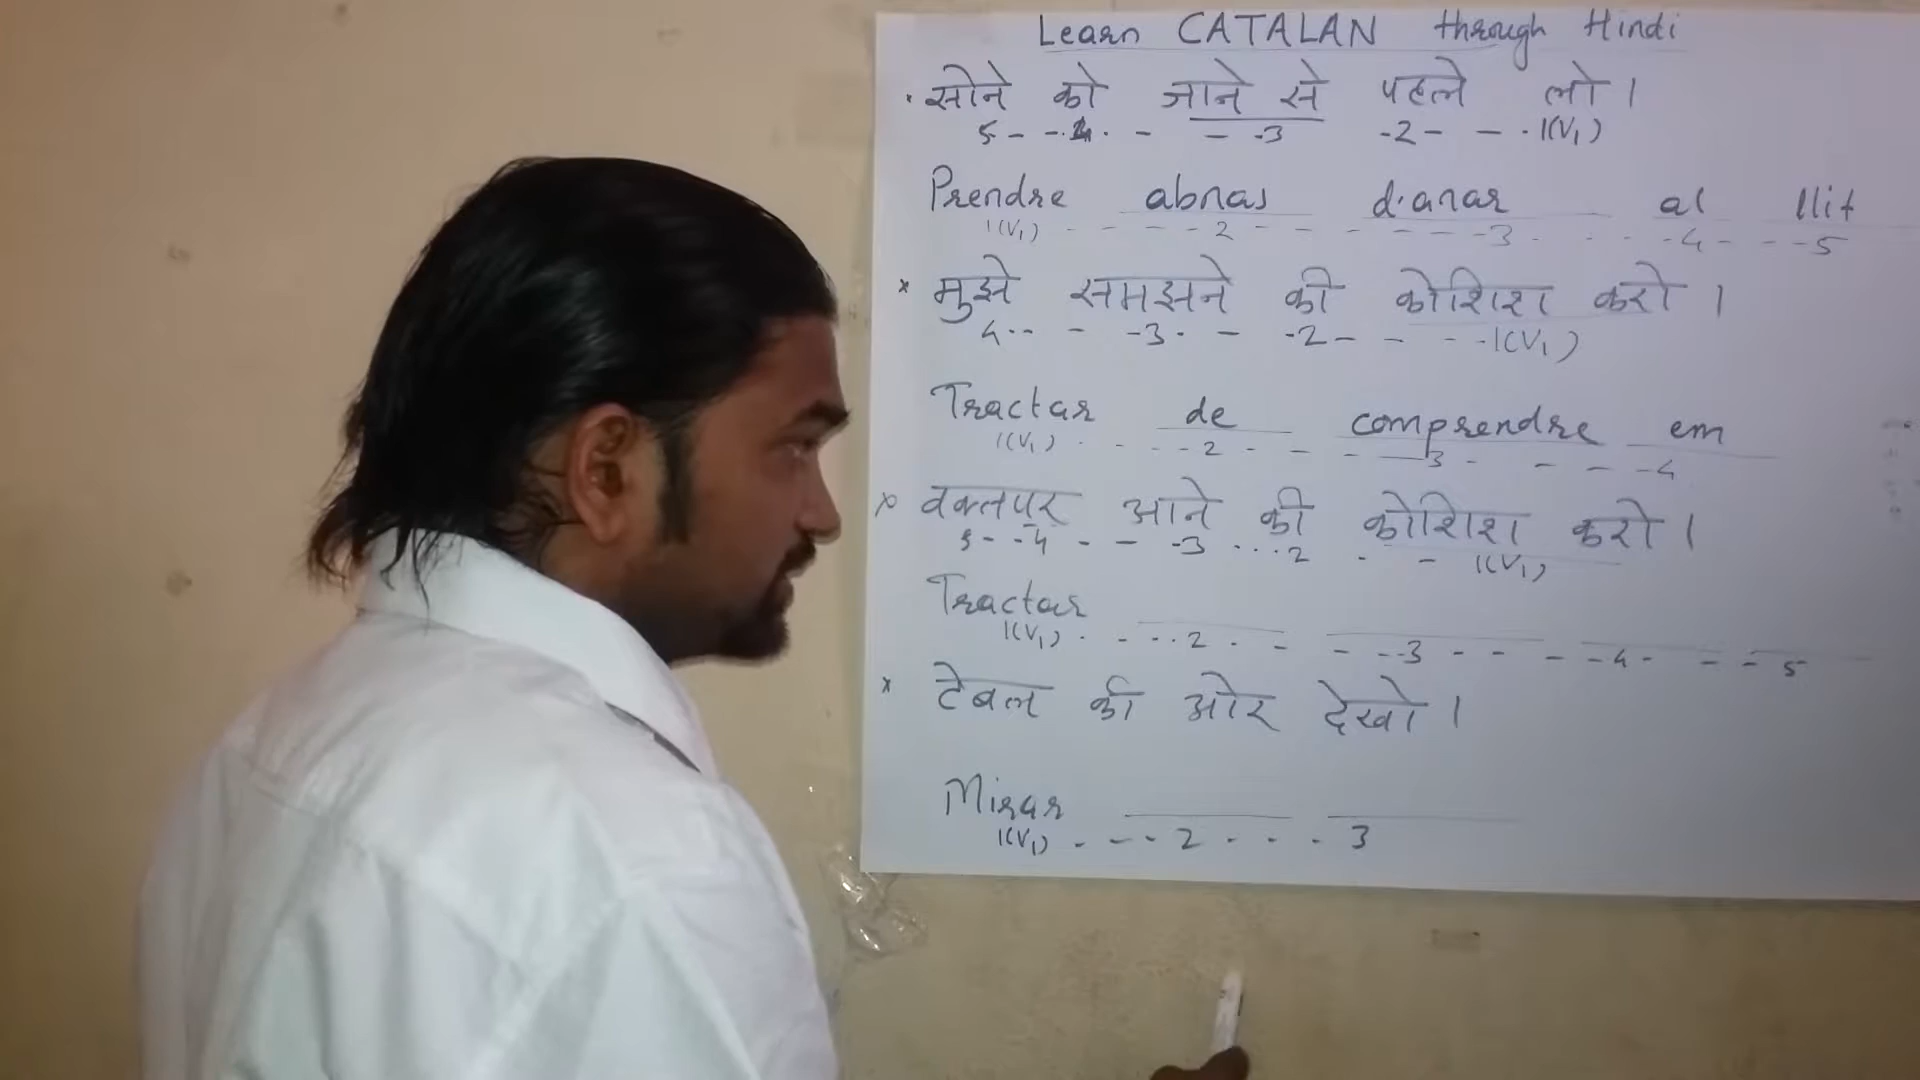 Learn CATALAN through Hindi
. सोने को जाने से पहले लो ।
5 - - 4 - - - 3 - 2 - - - 1(V₁)
Prendre abnas d'anar al llit
1(V₁) - - - - 2 - - - - - - 3 - - - 4 - - - 5
x मुझे समझने की कोशिश करो ।
4 - - - - 3 - - - 2 - - - - 1(V₁)
Tractar de comprendre em
1(V₁) - - - - 2 - - - - 3 - - - - 4
x वक्तपर आने की कोशिश करो ।
5 - - 4 - - - 3 - - - 2 - - 1(V₁)
Tractar
1(V₁) - - - - 2 - - - - - 3 - - - - 4 - - - 5
x टेबल की ओर देखो ।
Mirar
1(V₁) - - - - 2 - - - 3